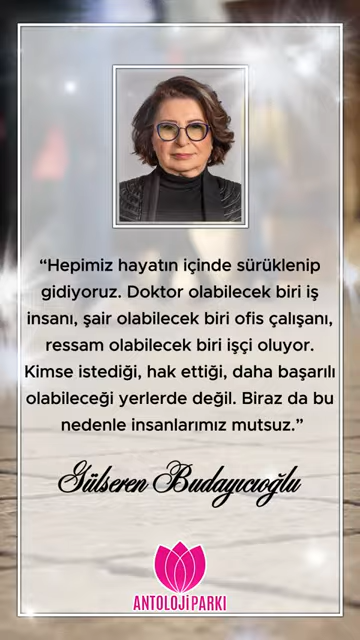 “Hepimiz hayatın içinde sürüklenip
gidiyoruz. Doktor olabilecek biri iş
insanı, şair olabilecek biri ofis çalışanı,
ressam olabilecek biri işçi oluyor.
Kimse istediği, hak ettiği, daha başarılı
olabileceği yerlerde değil. Biraz da bu
nedenle insanlarımız mutsuz.”
Gülseren Budayıcıoğlu
ANTOLOJİPARKI